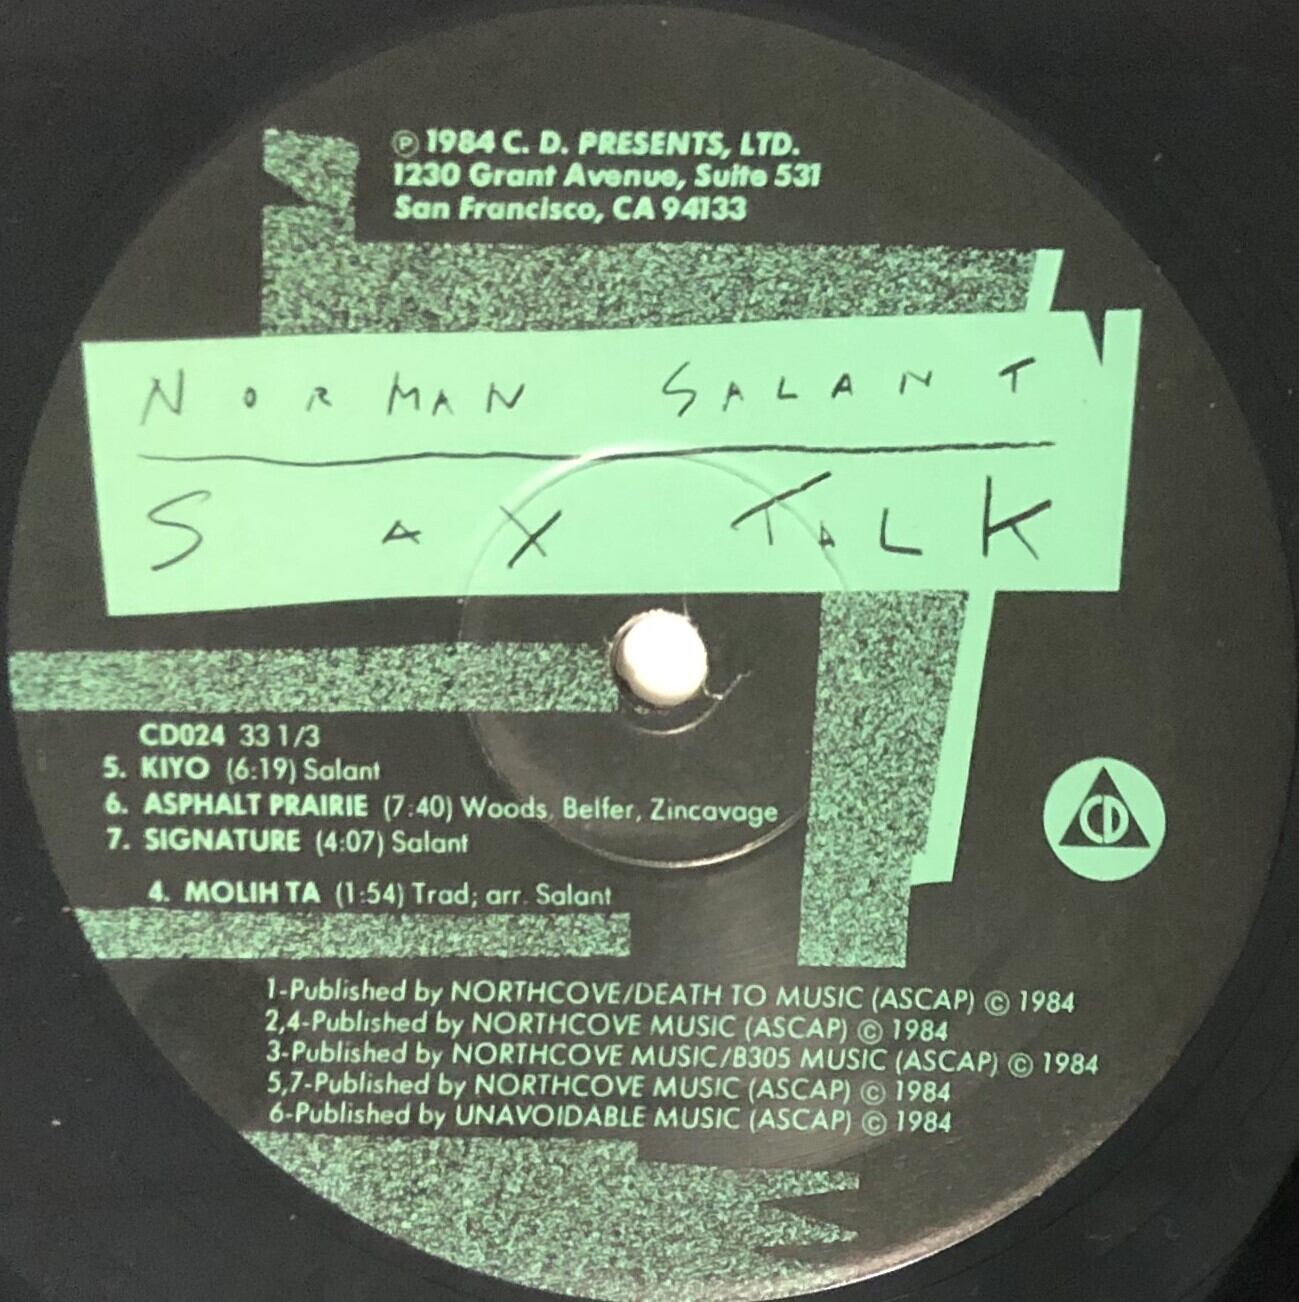 ℗ 1984 C. D. PRESENTS, LTD.
1230 Grant Avenue, Suite 531
San Francisco, CA 94133
NORMAN SALANT
SAX TALK
CD024 33 1/3
5. KIYO (6:19) Salant
6. ASPHALT PRAIRIE (7:40) Woods, Belfer, Zincavage
7. SIGNATURE (4:07) Salant
4. MOLIH TA (1:54) Trad; arr. Salant
CD
1-Published by NORTHCOVE/DEATH TO MUSIC (ASCAP) © 1984
2,4-Published by NORTHCOVE MUSIC (ASCAP) © 1984
3-Published by NORTHCOVE MUSIC/B305 MUSIC (ASCAP) © 1984
5,7-Published by NORTHCOVE MUSIC (ASCAP) © 1984
6-Published by UNAVOIDABLE MUSIC (ASCAP) © 1984